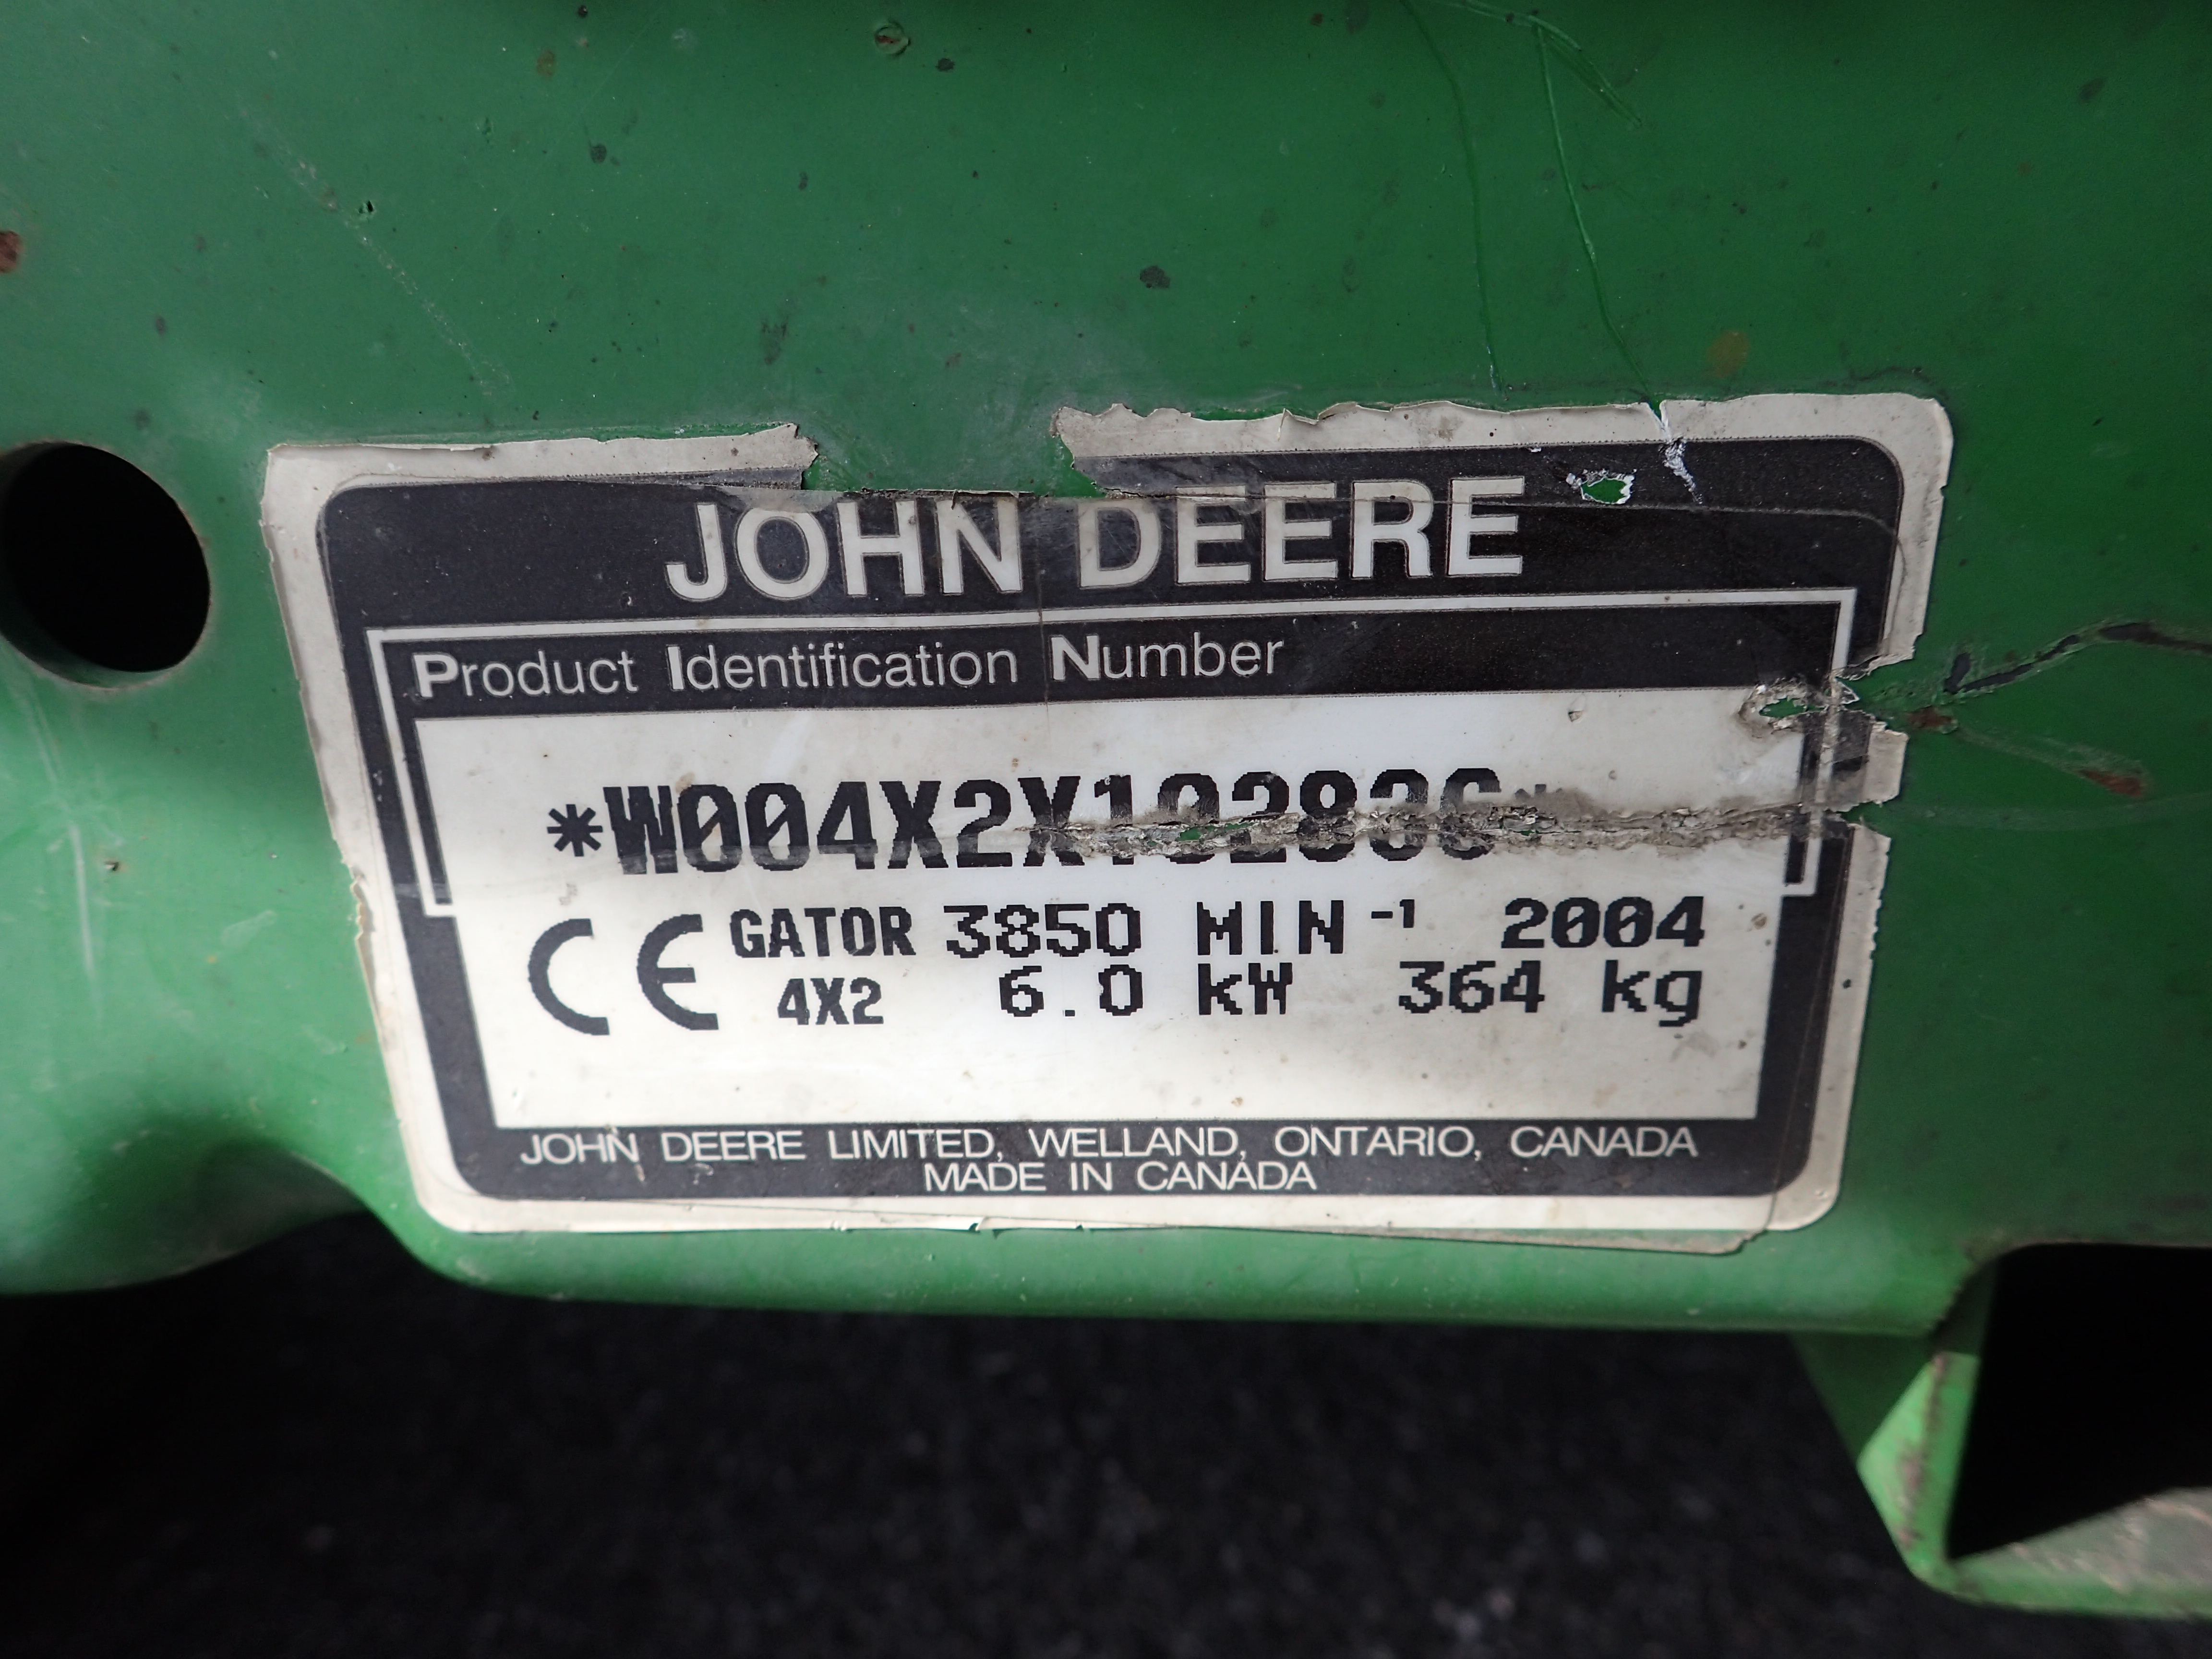 JOHN DEERE
Product Identification Number
CE GATOR 3850 MIN-1 2004
4X2 6.0 kW 364 kg
JOHN DEERE LIMITED, WELLAND, ONTARIO, CANADA
MADE IN CANADA